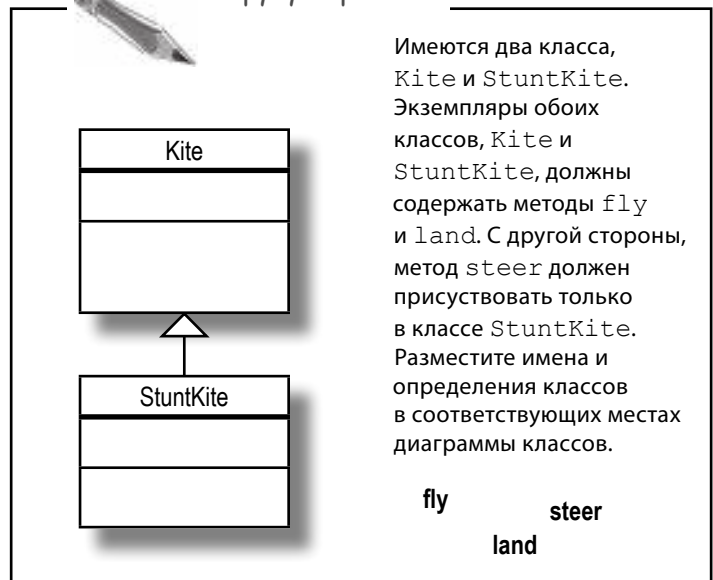 Имеются два класса,
Kite и StuntKite.
Экземпляры обоих
классов, Kite и
StuntKite, должны
содержать методы fly
и land. С другой стороны,
метод steer должен
присуствовать только
в классе StuntKite.
Разместите имена и
определения классов
в соответствующих местах
диаграммы классов.
Kite
StuntKite
fly
steer
land